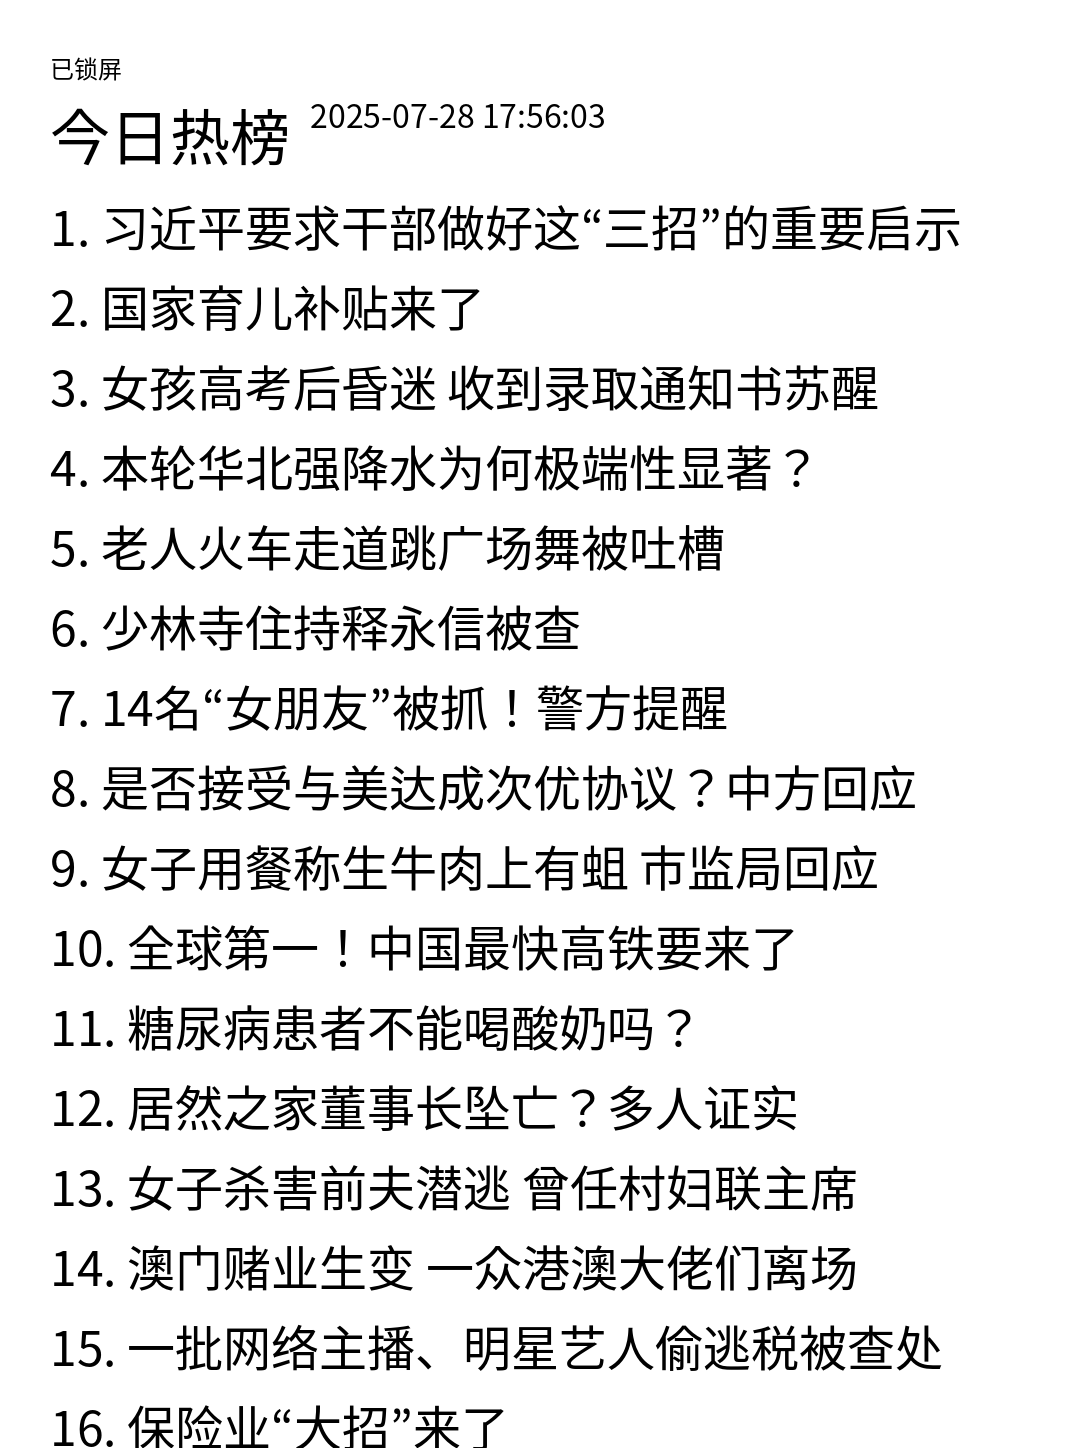 已锁屏
今日热榜 2025-07-28 17:56:03
1. 习近平要求干部做好这“三招”的重要启示
2. 国家育儿补贴来了
3. 女孩高考后昏迷 收到录取通知书苏醒
4. 本轮华北强降水为何极端性显著？
5. 老人火车走道跳广场舞被吐槽
6. 少林寺住持释永信被查
7. 14名“女朋友”被抓！警方提醒
8. 是否接受与美达成次优协议？中方回应
9. 女子用餐称生牛肉上有蛆 市监局回应
10. 全球第一！中国最快高铁要来了
11. 糖尿病患者不能喝酸奶吗？
12. 居然之家董事长坠亡？多人证实
13. 女子杀害前夫潜逃 曾任村妇联主席
14. 澳门赌业生变 一众港澳大佬们离场
15. 一批网络主播、明星艺人偷逃税被查处
16. 保险业“大招”来了